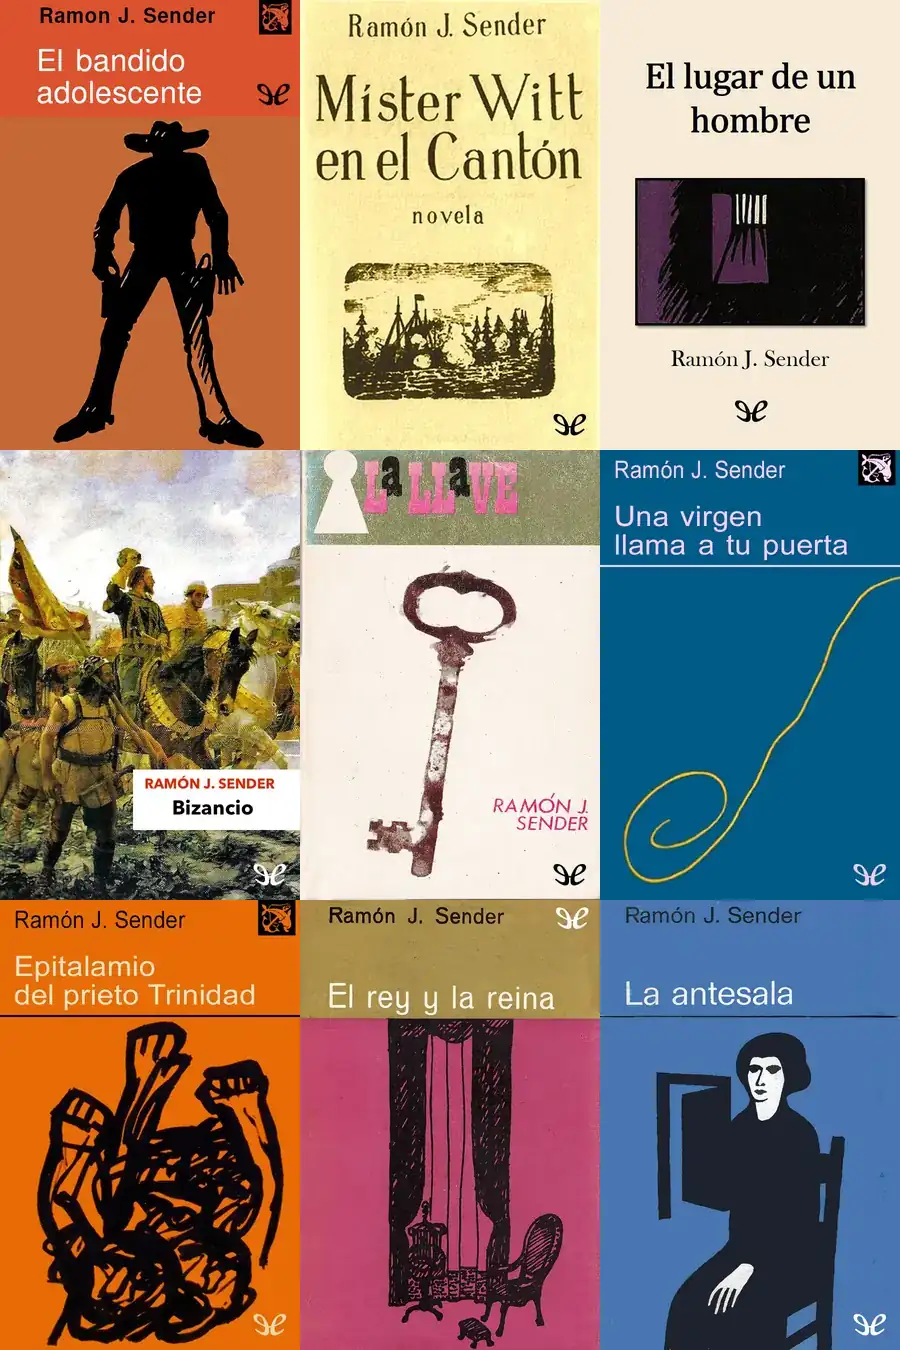 Ramon J. Sender
El bandido
adolescente
Ramón J. Sender
Míster Witt
en el Cantón
novela
El lugar de un
hombre
Ramón J. Sender
RAMÓN J. SENDER
Bizancio
La LLaVE
RAMÓN J.
SENDER
Ramón J. Sender
Una virgen
llama a tu puerta
Ramón J. Sender
Epitalamio
del prieto Trinidad
Ramón J. Sender
El rey y la reina
Ramón J. Sender
La antesala